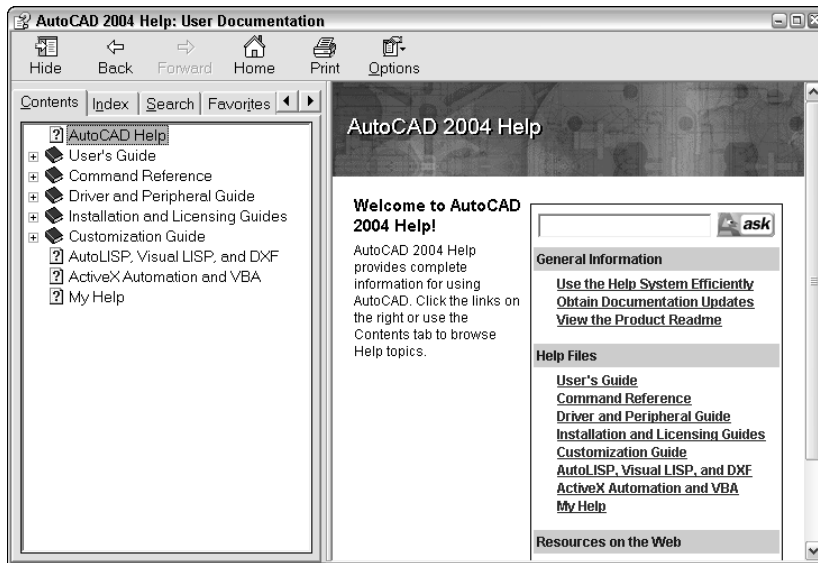 AutoCAD 2004 Help: User Documentation
Hide Back Forward Home Print Options
Contents Index Search Favorites
AutoCAD Help
User's Guide
Command Reference
Driver and Peripheral Guide
Installation and Licensing Guides
Customization Guide
AutoLISP, Visual LISP, and DXF
ActiveX Automation and VBA
My Help
AutoCAD 2004 Help
Welcome to AutoCAD
2004 Help!
AutoCAD 2004 Help
provides complete
information for using
AutoCAD. Click the links on
the right or use the
Contents tab to browse
Help topics.
ask
General Information
Use the Help System Efficiently
Obtain Documentation Updates
View the Product Readme
Help Files
User's Guide
Command Reference
Driver and Peripheral Guide
Installation and Licensing Guides
Customization Guide
AutoLISP, Visual LISP, and DXF
ActiveX Automation and VBA
My Help
Resources on the Web